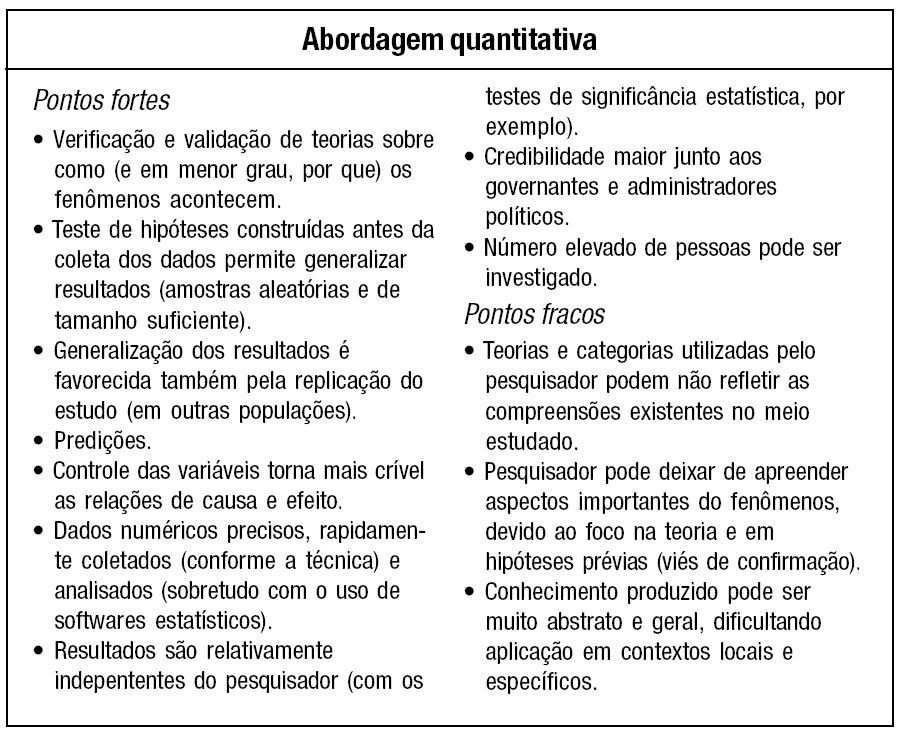 Abordagem quantitativa
Pontos fortes
• Verificação e validação de teorias sobre
como (e em menor grau, por que) os
fenômenos acontecem.
• Teste de hipóteses construídas antes da
coleta dos dados permite generalizar
resultados (amostras aleatórias e de
tamanho suficiente).
• Generalização dos resultados é
favorecida também pela replicação do
estudo (em outras populações).
• Predições.
• Controle das variáveis torna mais crível
as relações de causa e efeito.
• Dados numéricos precisos, rapidamen-
te coletados (conforme a técnica) e
analisados (sobretudo com o uso de
softwares estatísticos).
• Resultados são relativamente
indepententes do pesquisador (com os
testes de significância estatística, por
exemplo).
• Credibilidade maior junto aos
governantes e administradores
políticos.
• Número elevado de pessoas pode ser
investigado.
Pontos fracos
• Teorias e categorias utilizadas pelo
pesquisador podem não refletir as
compreensões existentes no meio
estudado.
• Pesquisador pode deixar de apreender
aspectos importantes do fenômenos,
devido ao foco na teoria e em
hipóteses prévias (viés de confirmação).
• Conhecimento produzido pode ser
muito abstrato e geral, dificultando
aplicação em contextos locais e
específicos.